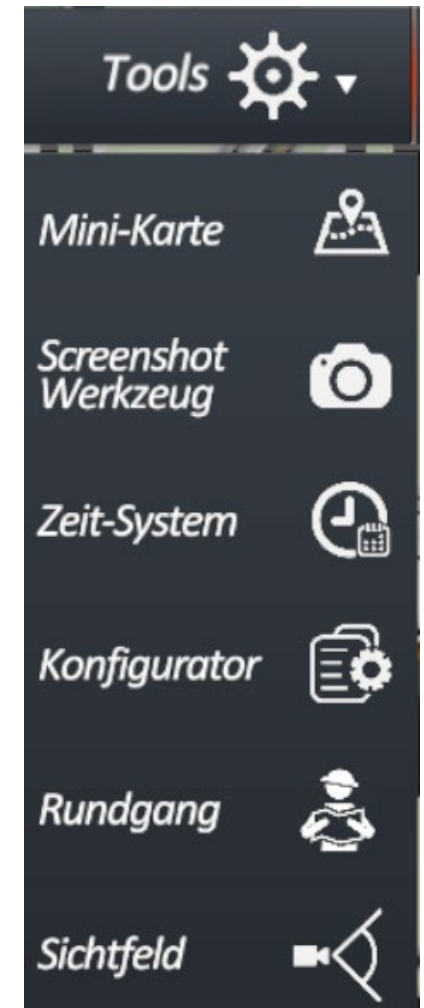 Tools
Mini-Karte
Screenshot
Werkzeug
Zeit-System
Konfigurator
Rundgang
Sichtfeld